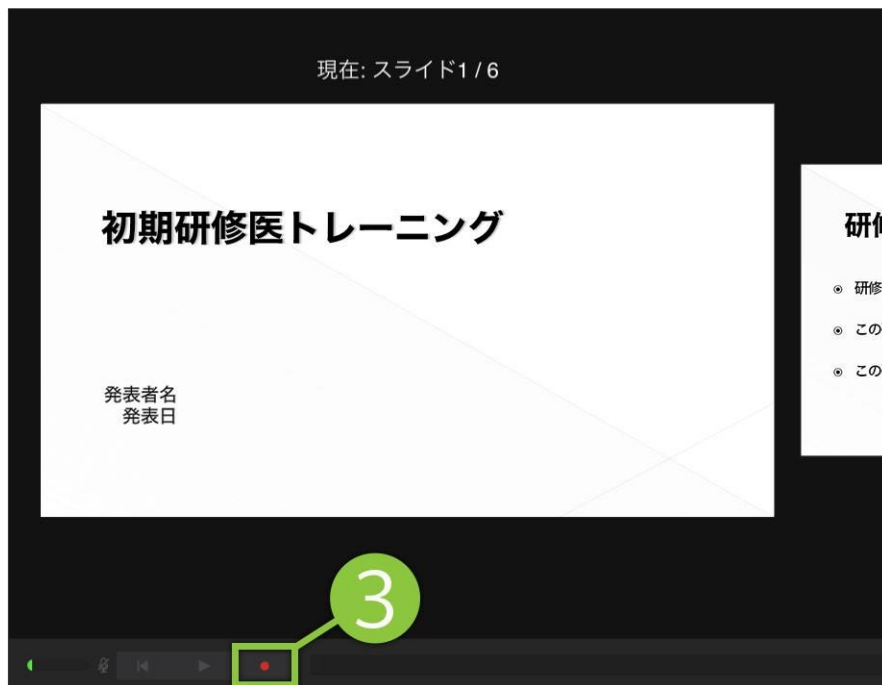 現在: スライド1 / 6
初期研修医トレーニング
発表者名
発表日
研修
この
この
3